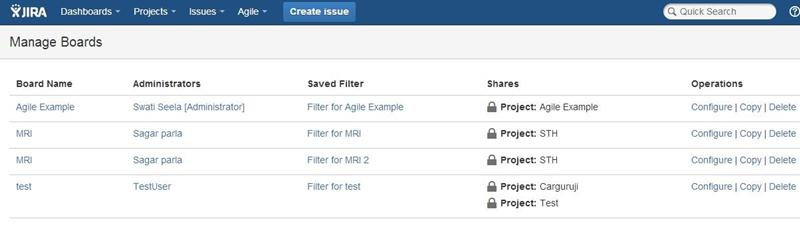 JIRA Dashboards Projects Issues Agile Create issue Quick Search
Manage Boards
Board Name Administrators Saved Filter Shares Operations
Agile Example Swati Seela [Administrator] Filter for Agile Example Project: Agile Example Configure | Copy | Delete
MRI Sagar parla Filter for MRI Project: STH Configure | Copy | Delete
MRI Sagar parla Filter for MRI 2 Project: STH Configure | Copy | Delete
test TestUser Filter for test Project: Carguruji Configure | Copy | Delete
Project: Test